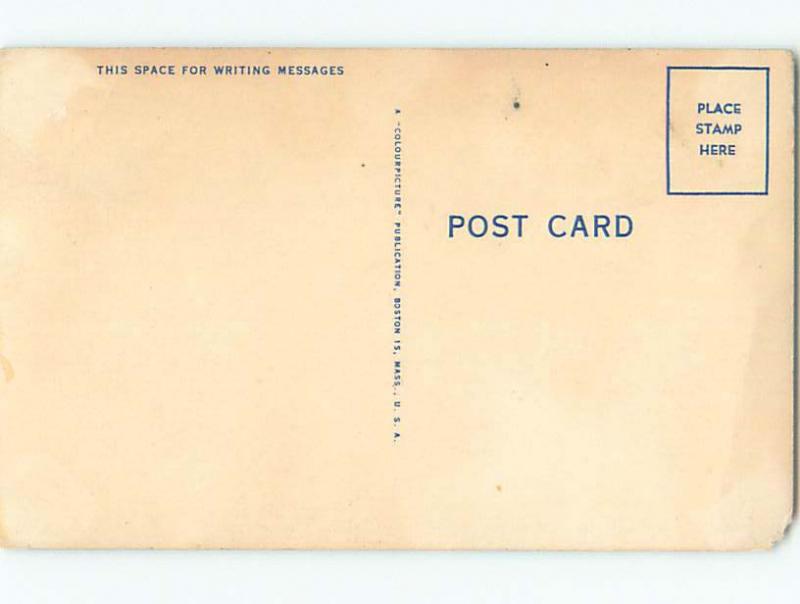 THIS SPACE FOR WRITING MESSAGES
A "COLOURPICTURE" PUBLICATION, BOSTON 15, MASS., U. S. A.
PLACE
STAMP
HERE
POST CARD